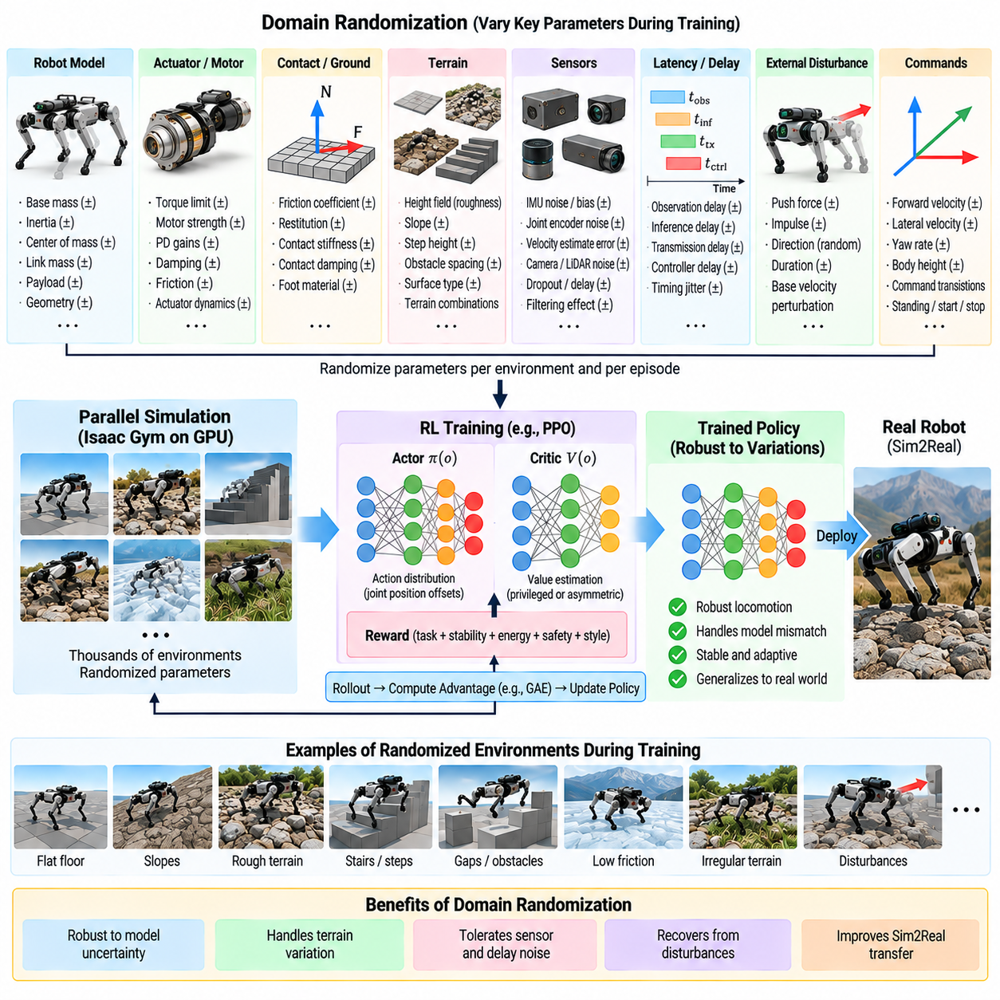 Domain Randomization (Vary Key Parameters During Training)
Robot Model
· Base mass (±)
· Inertia (±)
· Center of mass (±)
· Link mass (±)
· Payload (±)
· Geometry (±)
...
Actuator / Motor
· Torque limit (±)
Motor strength (±)
· PD gains (±)
· Damping (±)
· Friction (±)
· Actuator dynamics (±)
...
Contact / Ground
N
F
· Friction coefficient (±)
· Restitution (±)
· Contact stiffness (±)
· Contact damping (±)
· Foot material (±)
...
Terrain
· Height field (roughness)
· Slope (±)
· Step height (±)
· Obstacle spacing (±)
· Surface type (±)
· Terrain combinations
...
Sensors
· IMU noise / bias (±)
· Joint encoder noise (±)
· Velocity estimate error (±)
· Camera / LiDAR noise (±)
· Dropout / delay (±)
· Filtering effect (±)
...
Latency / Delay
t_obs
t_inf
t_tx
t_ctrl
Time
· Observation delay (±)
· Inference delay (±)
· Transmission delay (±)
· Controller delay (±)
· Timing jitter (±)
...
External Disturbance
· Push force (±)
· Impulse (±)
Direction (random)
· Duration (±)
Base velocity
perturbation
...
Commands
· Forward velocity (±)
· Lateral velocity (±)
· Yaw rate (±)
· Body height (±)
· Command transistions
· Standing / start / stop
...
Randomize parameters per environment and per episode
Parallel Simulation
(Isaac Gym on GPU)
...
Thousands of environments
Randomized parameters
RL Training (e.g., PPO)
Actor π(o)
Action distribution
(joint position offsets)
Critic V(o)
Value estimation
(privileged or asymmetric)
Reward (task + stability + energy + safety + style)
Rollout → Compute Advantage (e.g., GAE) → Update Policy
Trained Policy
(Robust to Variations)
Robust locomotion
Handles model mismatch
Stable and adaptive
Generalizes to real world
Deploy
Real Robot
(Sim2Real)
Examples of Randomized Environments During Training
Flat floor
Slopes
Rough terrain
Stairs / steps
Gaps / obstacles
Low friction
Irregular terrain
Disturbances
...
Benefits of Domain Randomization
Robust to model
uncertainty
Handles terrain
variation
Tolerates sensor
and delay noise
Recovers from
disturbances
Improves Sim2Real
transfer